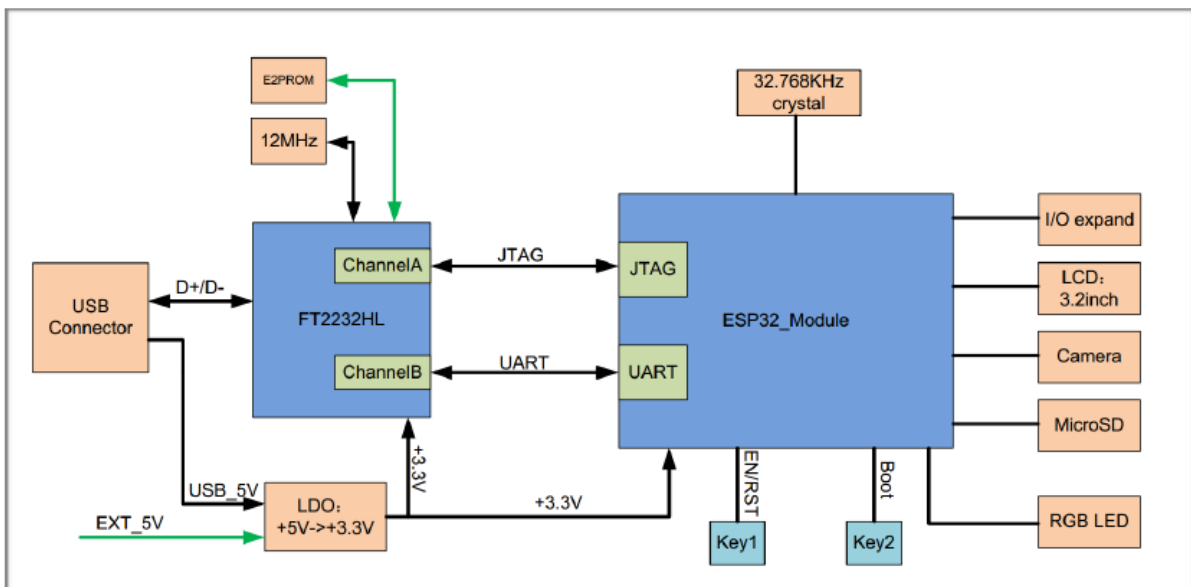 E2PROM
12MHz
32.768KHz
crystal
I/O expand
ChannelA
JTAG
JTAG
LCD：
3.2inch
USB
Connector
D+/D-
FT2232HL
ESP32_Module
ChannelB
UART
UART
Camera
MicroSD
+3.3V
EN/RST
Boot
USB_5V
LDO：
+5V->+3.3V
+3.3V
EXT_5V
Key1
Key2
RGB LED